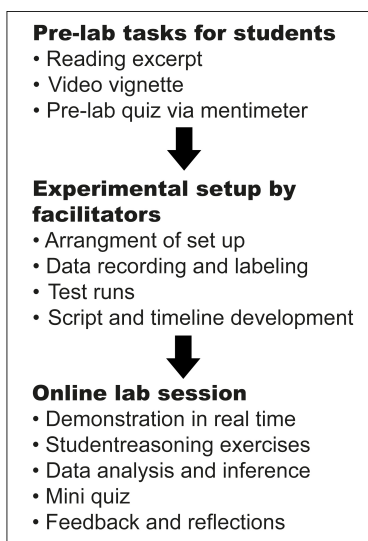 Pre-lab tasks for students
• Reading excerpt
• Video vignette
• Pre-lab quiz via mentimeter
Experimental setup by
facilitators
• Arrangment of set up
• Data recording and labeling
• Test runs
• Script and timeline development
Online lab session
• Demonstration in real time
• Studentreasoning exercises
• Data analysis and inference
• Mini quiz
• Feedback and reflections